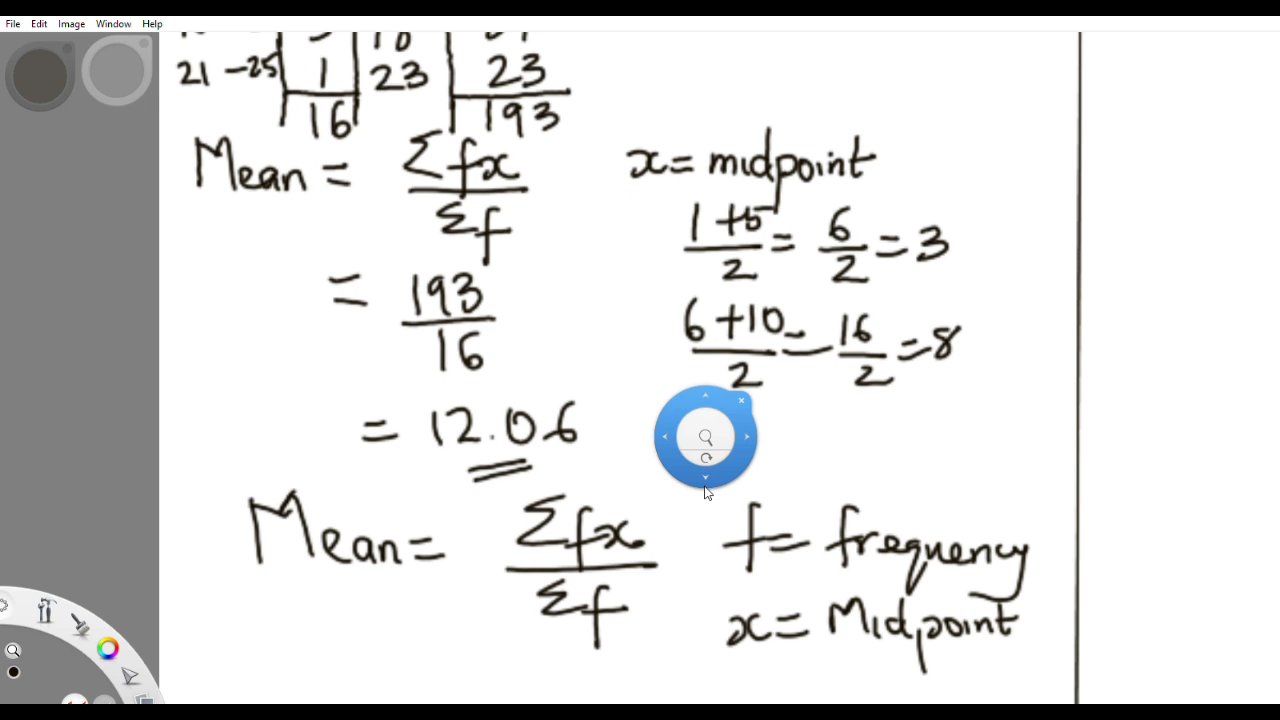 File Edit Image Window Help
21 - 25 1 23 23
16 193
Mean = Σfx / Σf
x = midpoint
1 + 5 / 2 = 6 / 2 = 3
= 193 / 16
6 + 10 / 2 = 16 / 2 = 8
= 12.06
Mean = Σfx / Σf
f = frequency
x = Midpoint